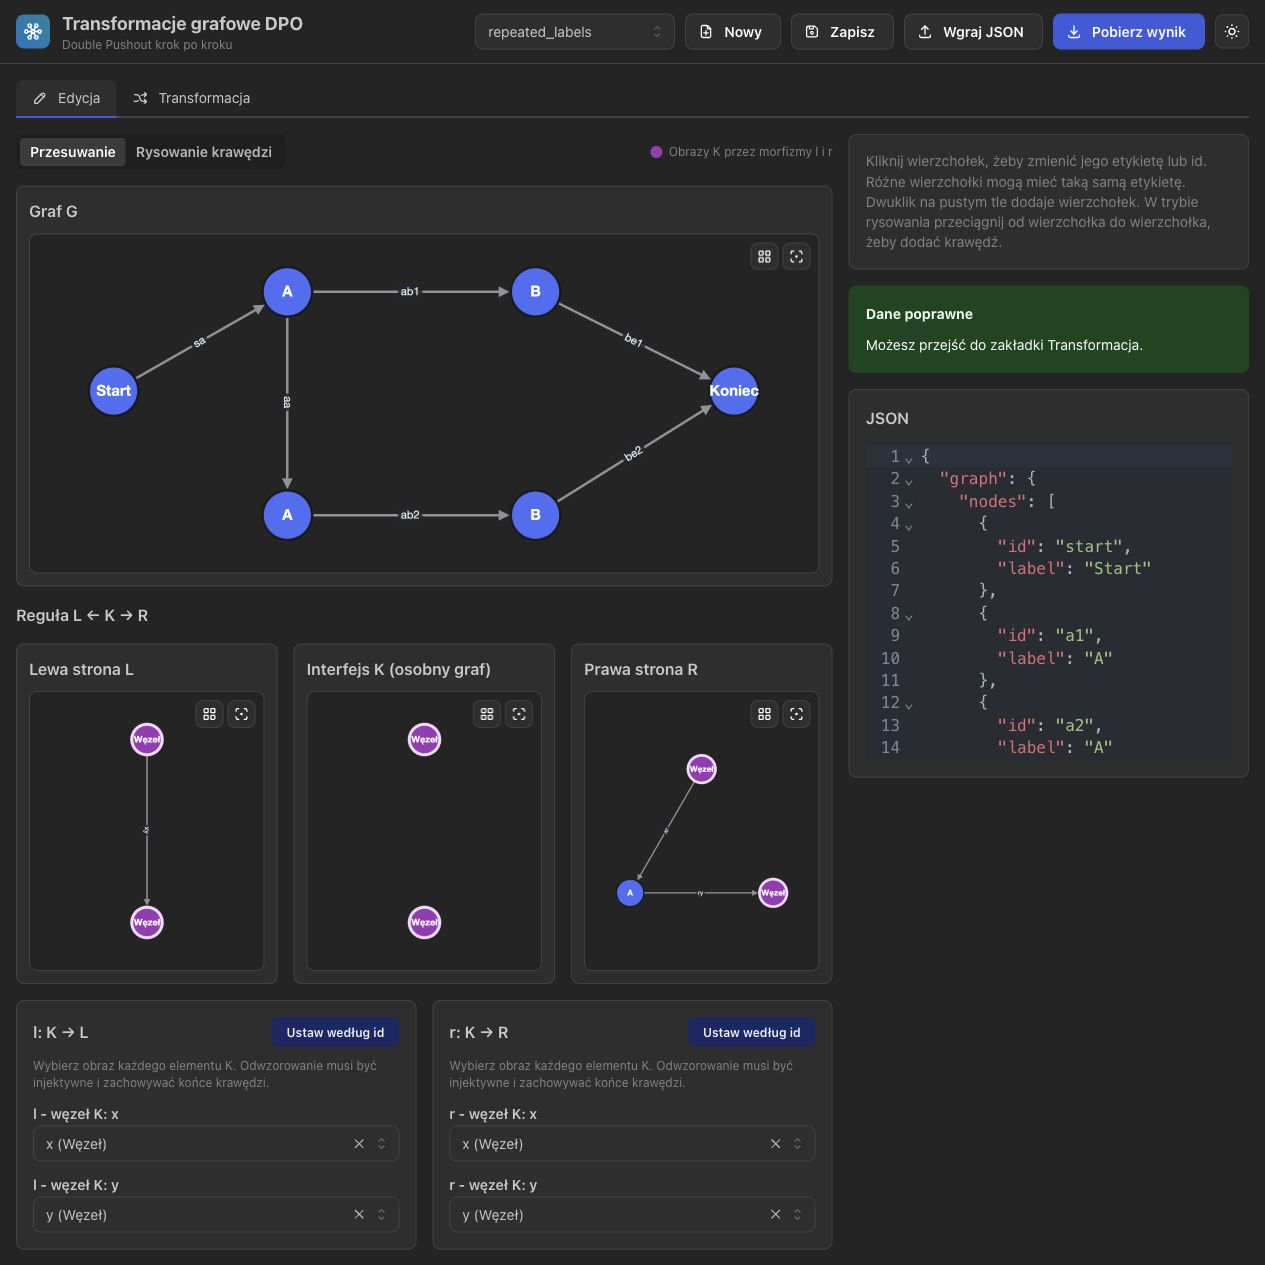 Transformacje grafowe DPO
Double Pushout krok po kroku
repeated_labels
Nowy
Zapisz
Wgraj JSON
Pobierz wynik
Edycja
Transformacja
Przesuwanie
Rysowanie krawędzi
Obrazy K przez morfizmy l i r
Graf G
A
ab1
B
sa
be1
aa
Start
Koniec
be2
A
ab2
B
Reguła L ← K → R
Lewa strona L
Węzeł
xy
Węzeł
Interfejs K (osobny graf)
Węzeł
Węzeł
Prawa strona R
Węzeł
A
ry
Węzeł
l: K → L
Ustaw według id
Wybierz obraz każdego elementu K. Odwzorowanie musi być
injektywne i zachowywać końce krawędzi.
l - węzeł K: x
x (Węzeł)
l - węzeł K: y
y (Węzeł)
r: K → R
Ustaw według id
Wybierz obraz każdego elementu K. Odwzorowanie musi być
injektywne i zachowywać końce krawędzi.
r - węzeł K: x
x (Węzeł)
r - węzeł K: y
y (Węzeł)
Kliknij wierzchołek, żeby zmienić jego etykietę lub id.
Różne wierzchołki mogą mieć taką samą etykietę.
Dwuklik na pustym tle dodaje wierzchołek. W trybie
rysowania przeciągnij od wierzchołka do wierzchołka,
żeby dodać krawędź.
Dane poprawne
Możesz przejść do zakładki Transformacja.
JSON
1 {
2 "graph": {
3 "nodes": [
4 {
5 "id": "start",
6 "label": "Start"
7 },
8 {
9 "id": "a1",
10 "label": "A"
11 },
12 {
13 "id": "a2",
14 "label": "A"